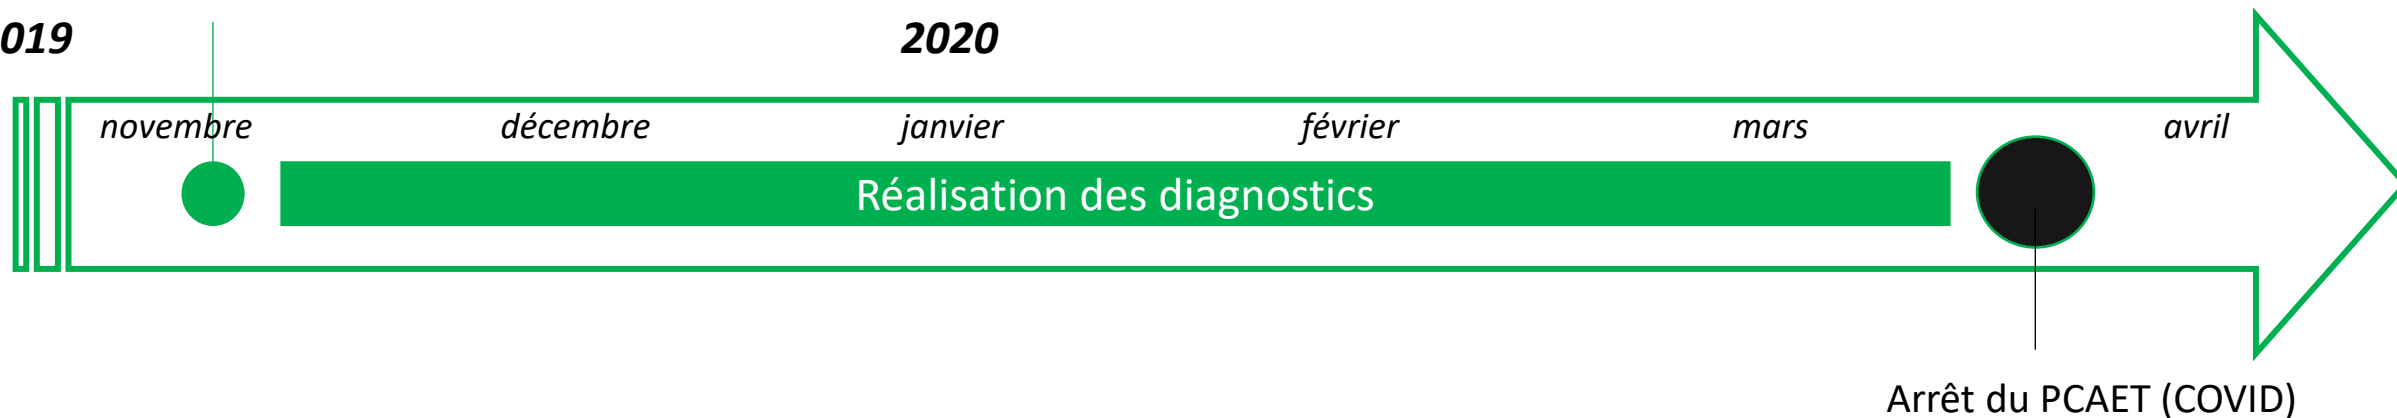 019 2020
novembre décembre janvier février mars avril
Réalisation des diagnostics
Arrêt du PCAET (COVID)